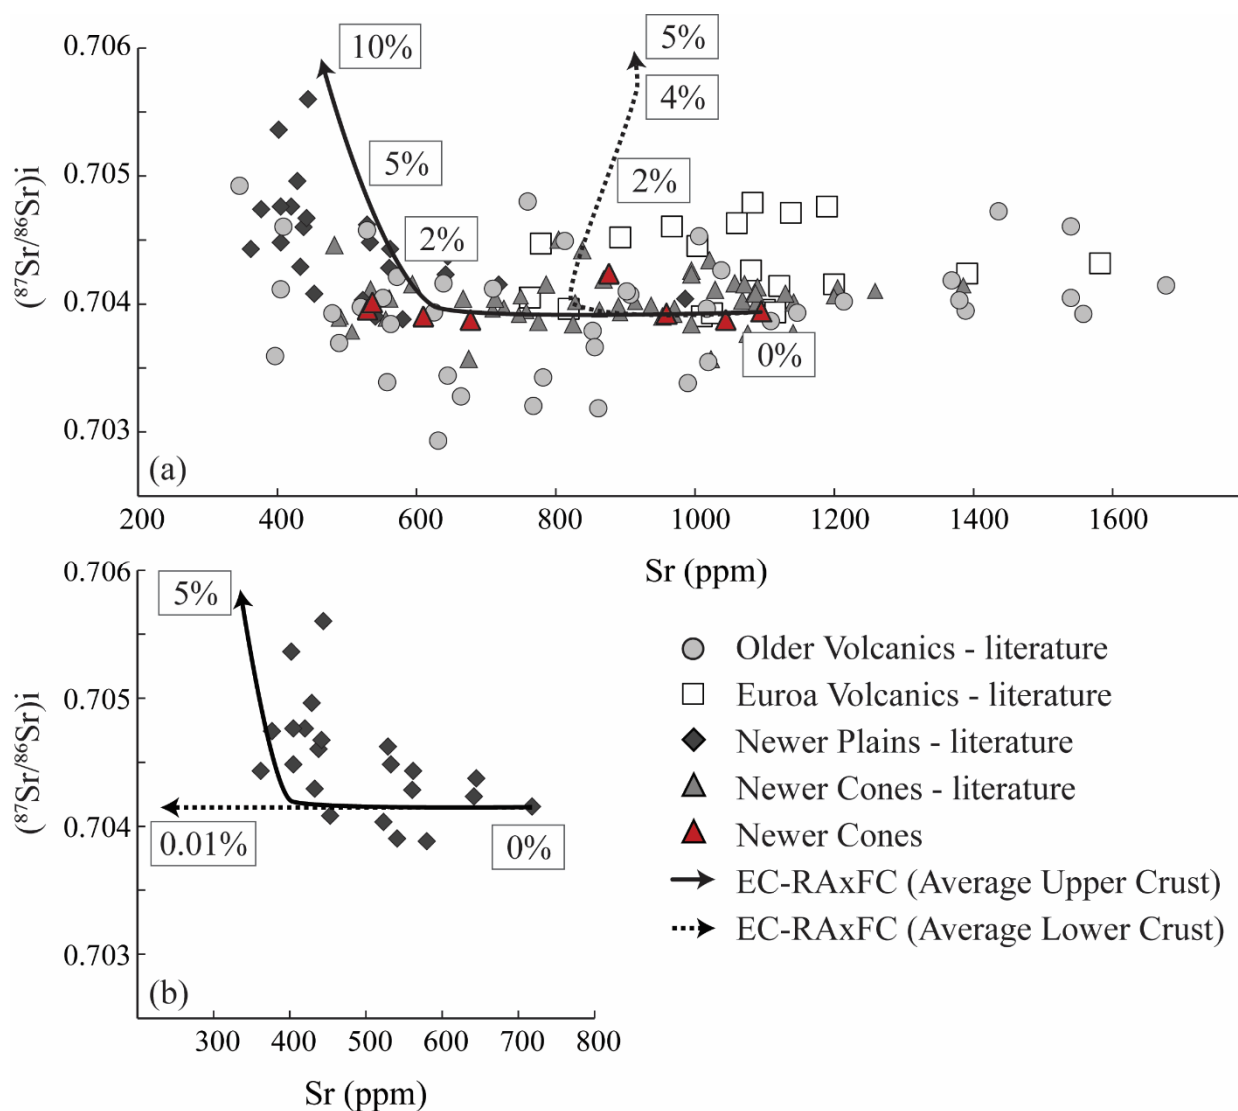 (a)
0.706
0.705
0.704
0.703
(⁸⁷Sr/⁸⁶Sr)i
10%
5%
2%
5%
4%
2%
0%
200 400 600 800 1000 1200 1400 1600
Sr (ppm)
0.706
0.705
0.704
0.703
(⁸⁷Sr/⁸⁶Sr)i
5%
0.01%
0%
(b)
300 400 500 600 700 800
Sr (ppm)
Older Volcanics - literature
Euroa Volcanics - literature
Newer Plains - literature
Newer Cones - literature
Newer Cones
EC-RAxFC (Average Upper Crust)
EC-RAxFC (Average Lower Crust)